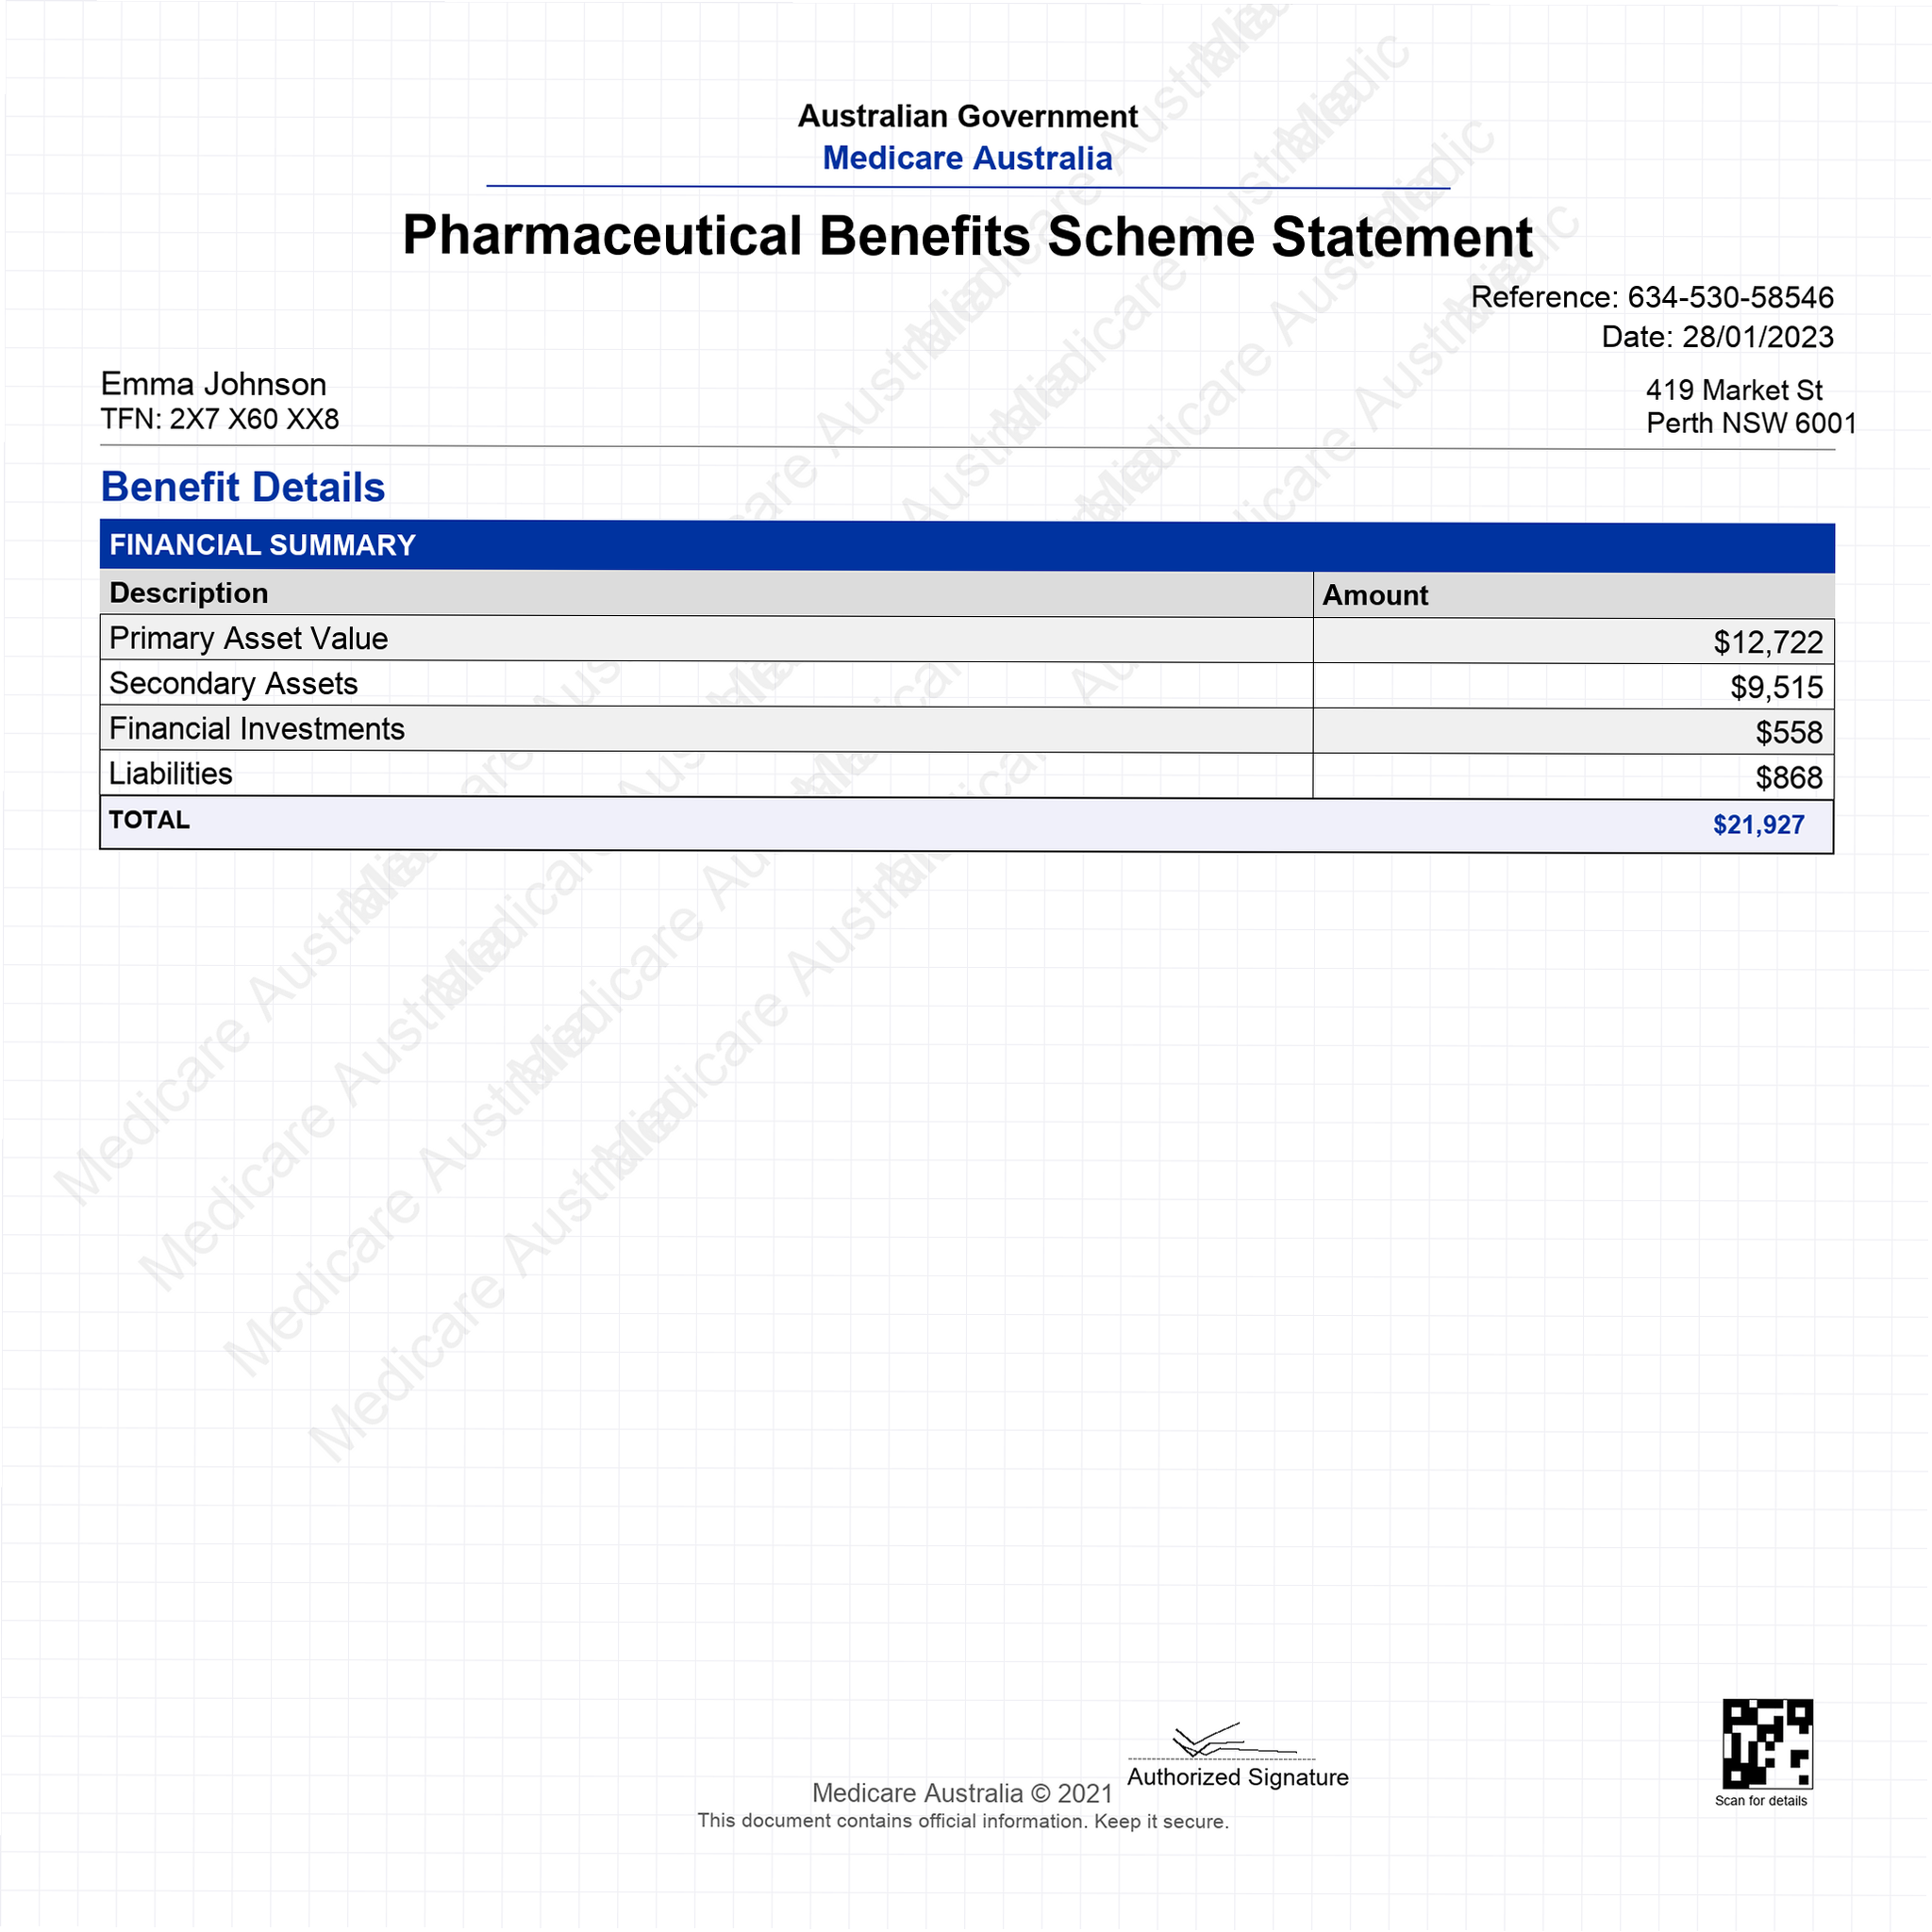 Australian Government
Medicare Australia
Pharmaceutical Benefits Scheme Statement
Reference: 634-530-58546
Date: 28/01/2023
Emma Johnson
TFN: 2X7 X60 XX8
419 Market St
Perth NSW 6001
Benefit Details
FINANCIAL SUMMARY
Description Amount
Primary Asset Value $12,722
Secondary Assets $9,515
Financial Investments $558
Liabilities $868
TOTAL $21,927
Authorized Signature
Medicare Australia © 2021
This document contains official information. Keep it secure.
Scan for details